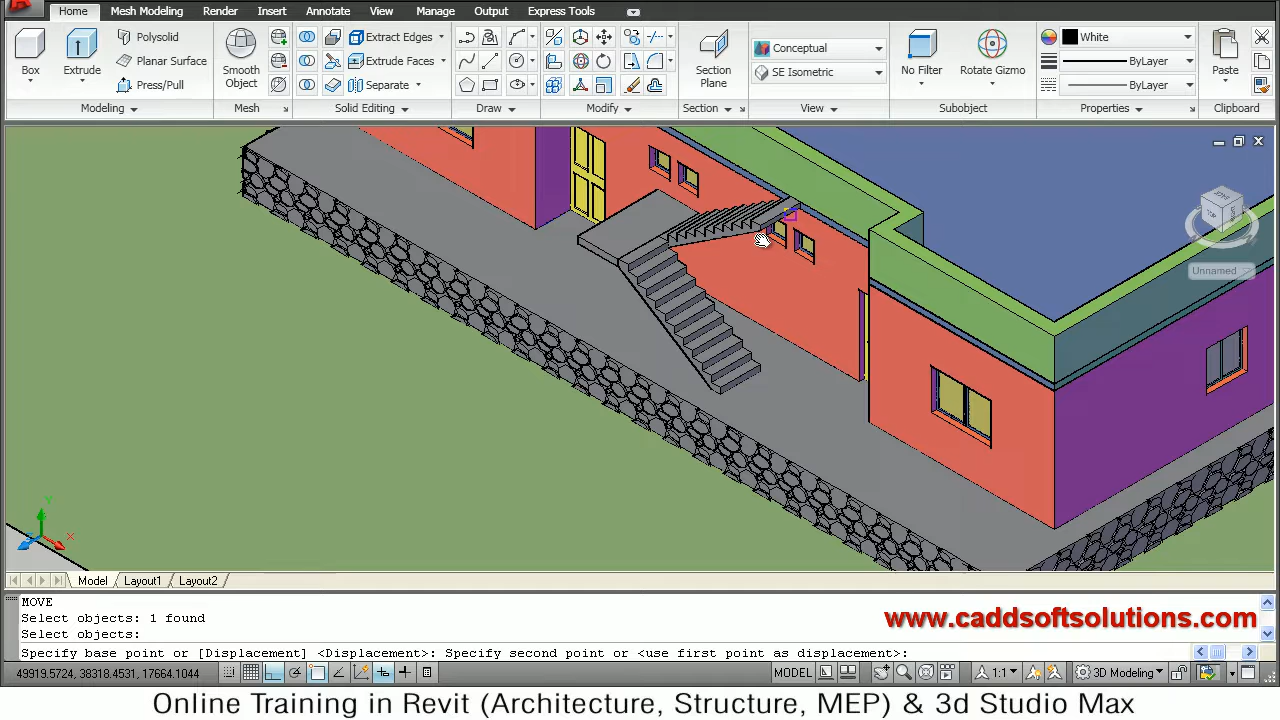 Home Mesh Modeling Render Insert Annotate View Manage Output Express Tools
Box
Extrude
Polysolid
Planar Surface
Press/Pull
Modeling
Smooth
Object
Mesh
Extract Edges
Extrude Faces
Separate
Solid Editing
Draw
Modify
Section
Plane
Section
Conceptual
SE Isometric
View
No Filter
Rotate Gizmo
Subobject
White
ByLayer
ByLayer
Properties
Paste
Clipboard
Unnamed
Y
X
Model Layout1 Layout2
MOVE
Select objects: 1 found
Select objects:
Specify base point or [Displacement] <Displacement>: Specify second point or <use first point as displacement>:
www.caddsoftsolutions.com
49919.5724, 38318.4531, 17664.1044
MODEL
1:1
3D Modeling
Online Training in Revit (Architecture, Structure, MEP) & 3d Studio Max